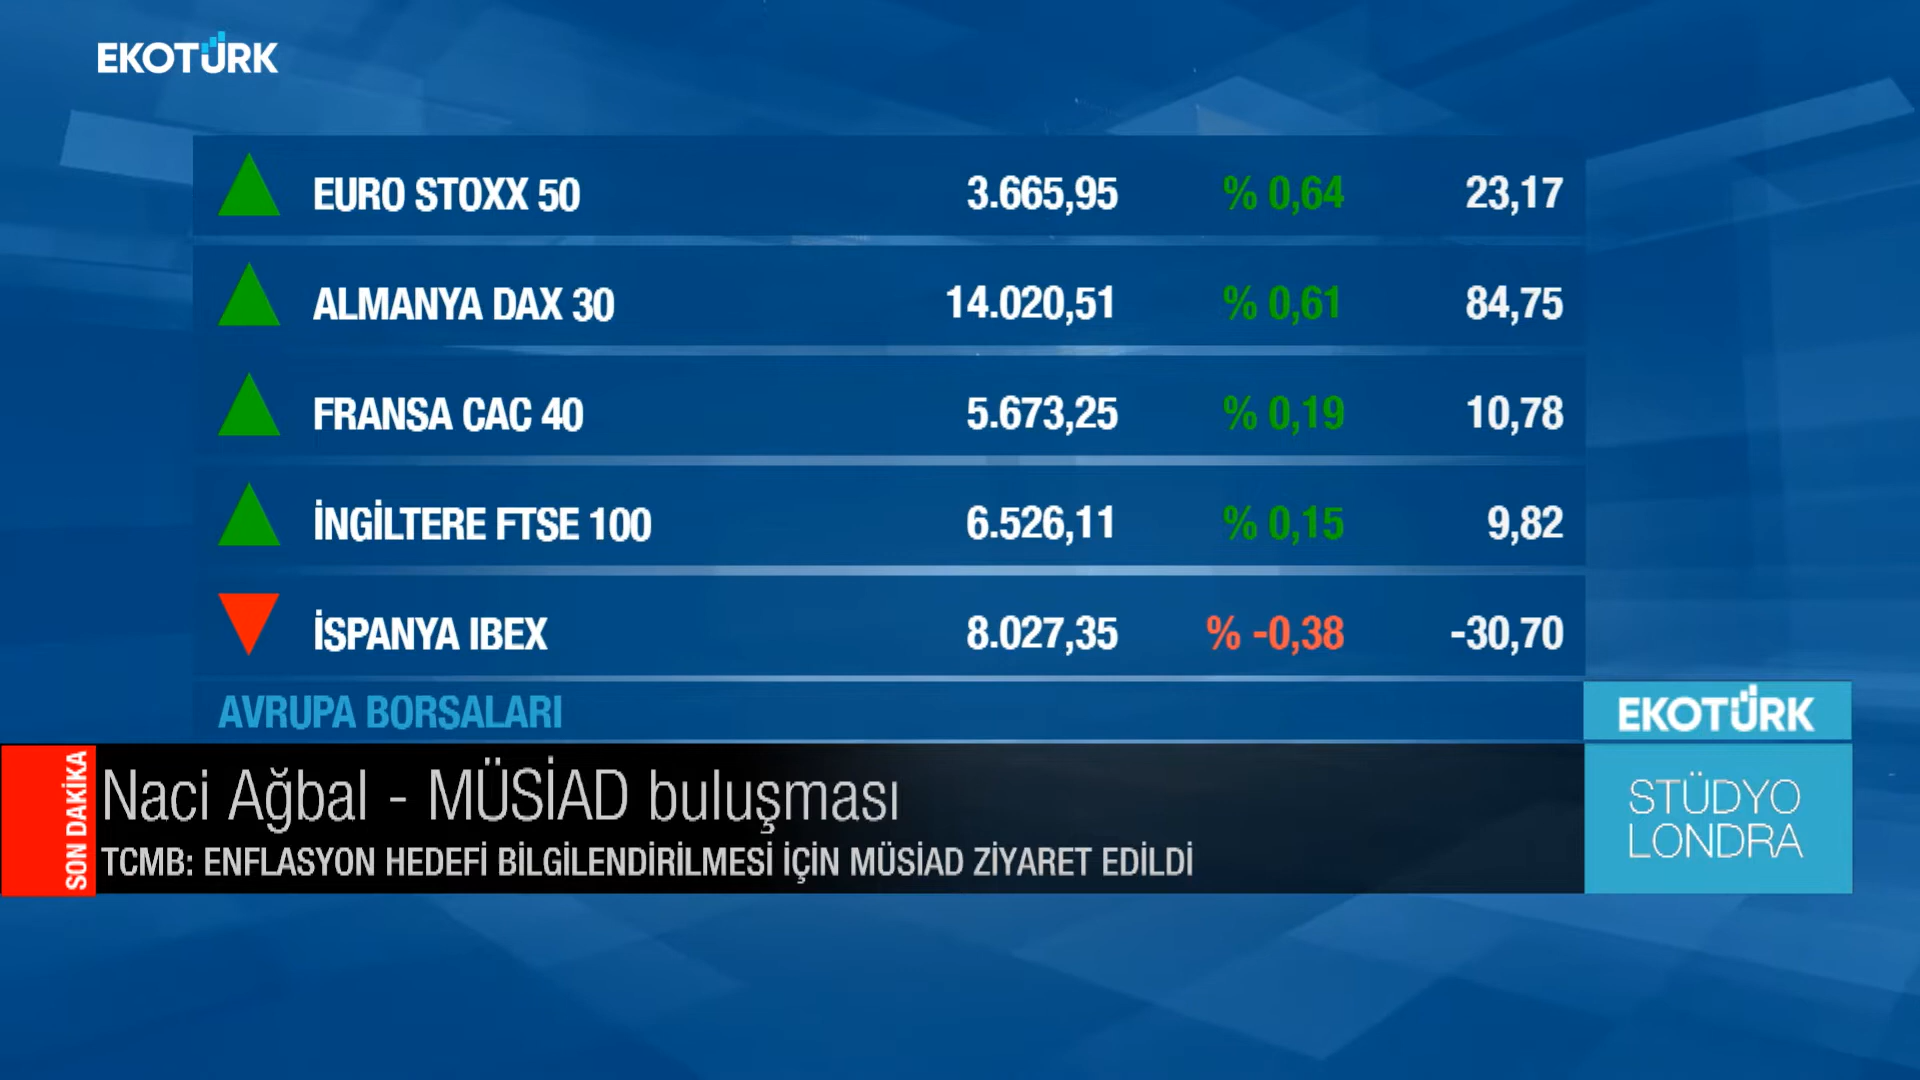 EKOTÜRK
EURO STOXX 50 3.665,95 % 0,64 23,17
ALMANYA DAX 30 14.020,51 % 0,61 84,75
FRANSA CAC 40 5.673,25 % 0,19 10,78
İNGİLTERE FTSE 100 6.526,11 % 0,15 9,82
İSPANYA IBEX 8.027,35 % -0,38 -30,70
AVRUPA BORSALARI
EKOTÜRK
SON DAKİKA
Naci Ağbal - MÜSİAD buluşması
TCMB: ENFLASYON HEDEFİ BİLGİLENDİRİLMESİ İÇİN MÜSİAD ZİYARET EDİLDİ
STÜDYO
LONDRA